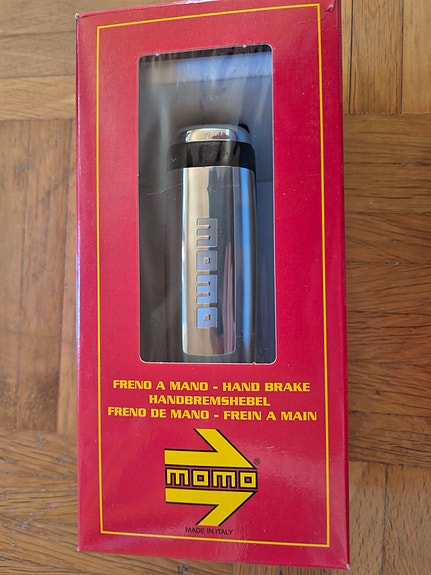 momo
FRENO A MANO - HAND BRAKE
HANDBREMSHEBEL
FRENO DE MANO - FREIN A MAIN
momo®
MADE IN ITALY